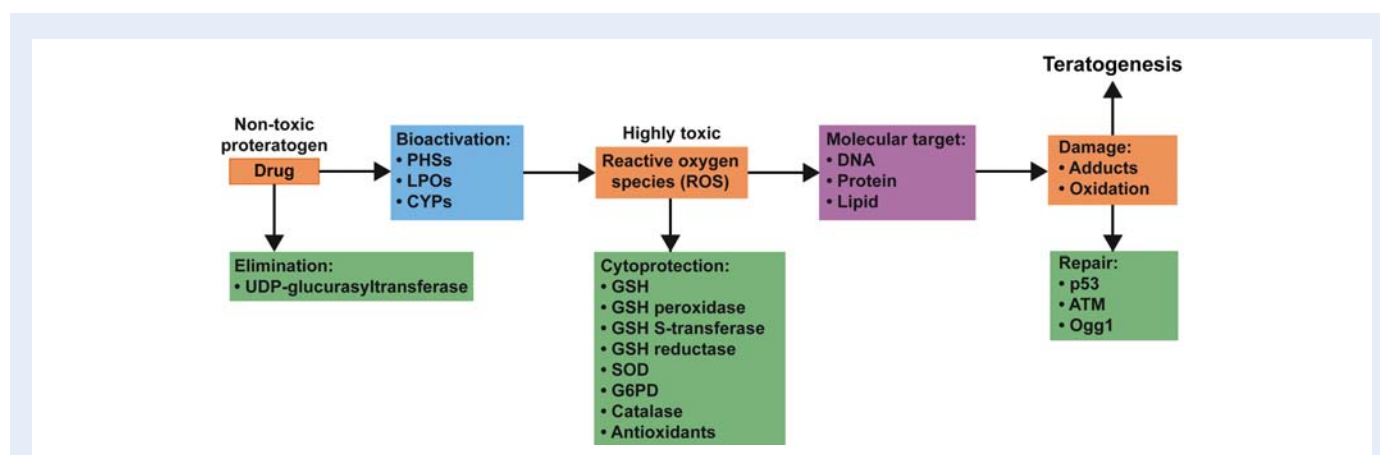 Teratogenesis
Non-toxic
proteratogen
Drug
Bioactivation:
• PHSs
• LPOs
• CYPs
Highly toxic
Reactive oxygen
species (ROS)
Molecular target:
• DNA
• Protein
• Lipid
Damage:
• Adducts
• Oxidation
Elimination:
• UDP-glucurasyltransferase
Cytoprotection:
• GSH
• GSH peroxidase
• GSH S-transferase
• GSH reductase
• SOD
• G6PD
• Catalase
• Antioxidants
Repair:
• p53
• ATM
• Ogg1